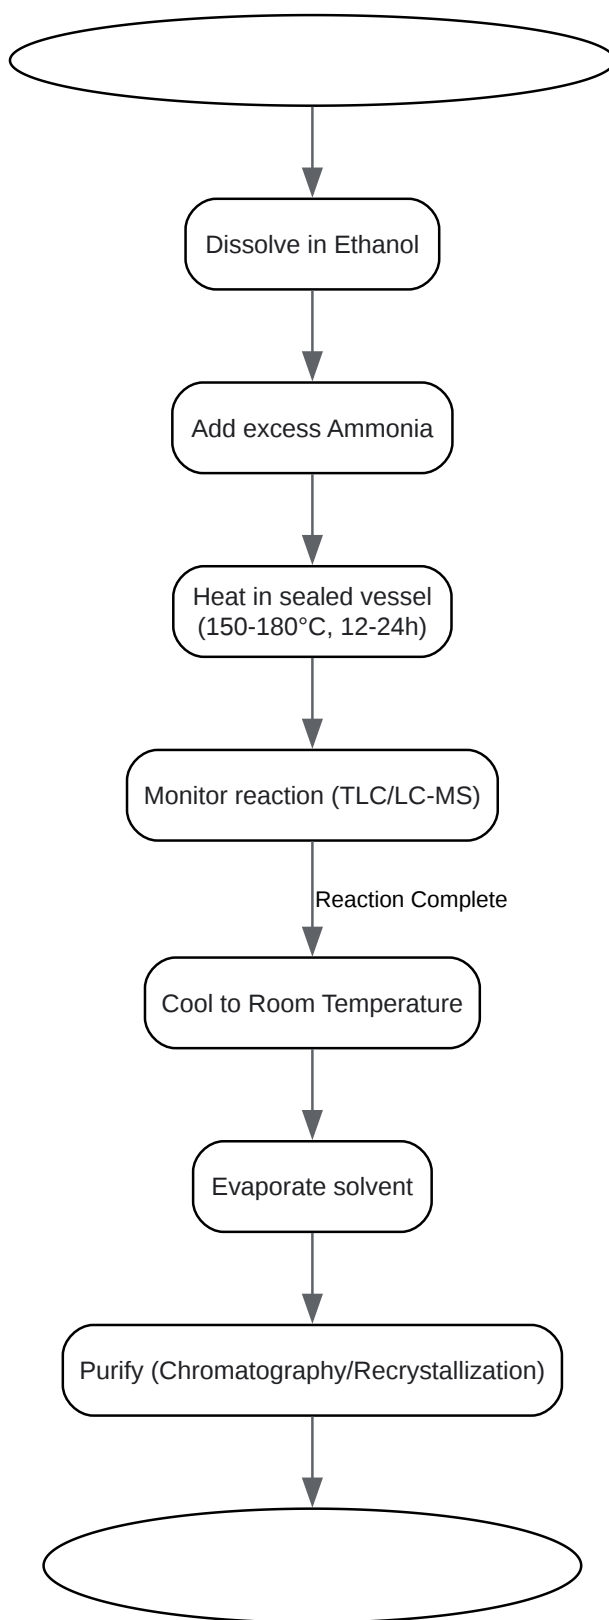 Dissolve in Ethanol
Add excess Ammonia
Heat in sealed vessel
(150-180°C, 12-24h)
Monitor reaction (TLC/LC-MS)
Reaction Complete
Cool to Room Temperature
Evaporate solvent
Purify (Chromatography/Recrystallization)